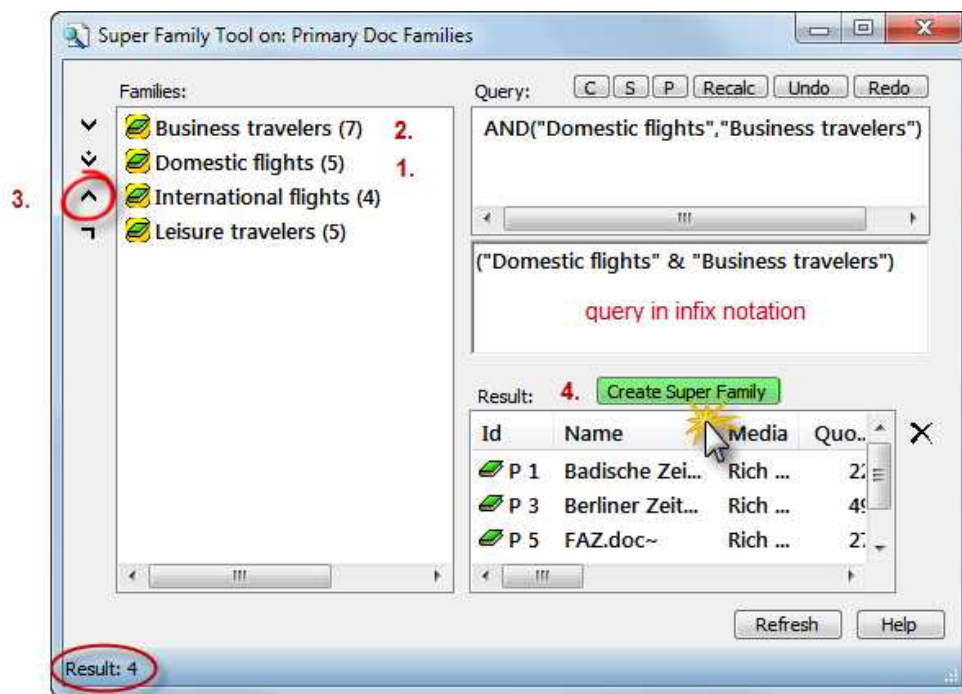 Super Family Tool on: Primary Doc Families
Families:
Business travelers (7) 2.
Domestic flights (5) 1.
3. International flights (4)
Leisure travelers (5)
Query: C S P Recalc Undo Redo
AND("Domestic flights","Business travelers")
("Domestic flights" & "Business travelers")
query in infix notation
Result: 4. Create Super Family
Id Name Media Quo..
P 1 Badische Zei... Rich ...
P 3 Berliner Zeit... Rich ...
P 5 FAZ.doc~ Rich ...
Refresh Help
Result: 4